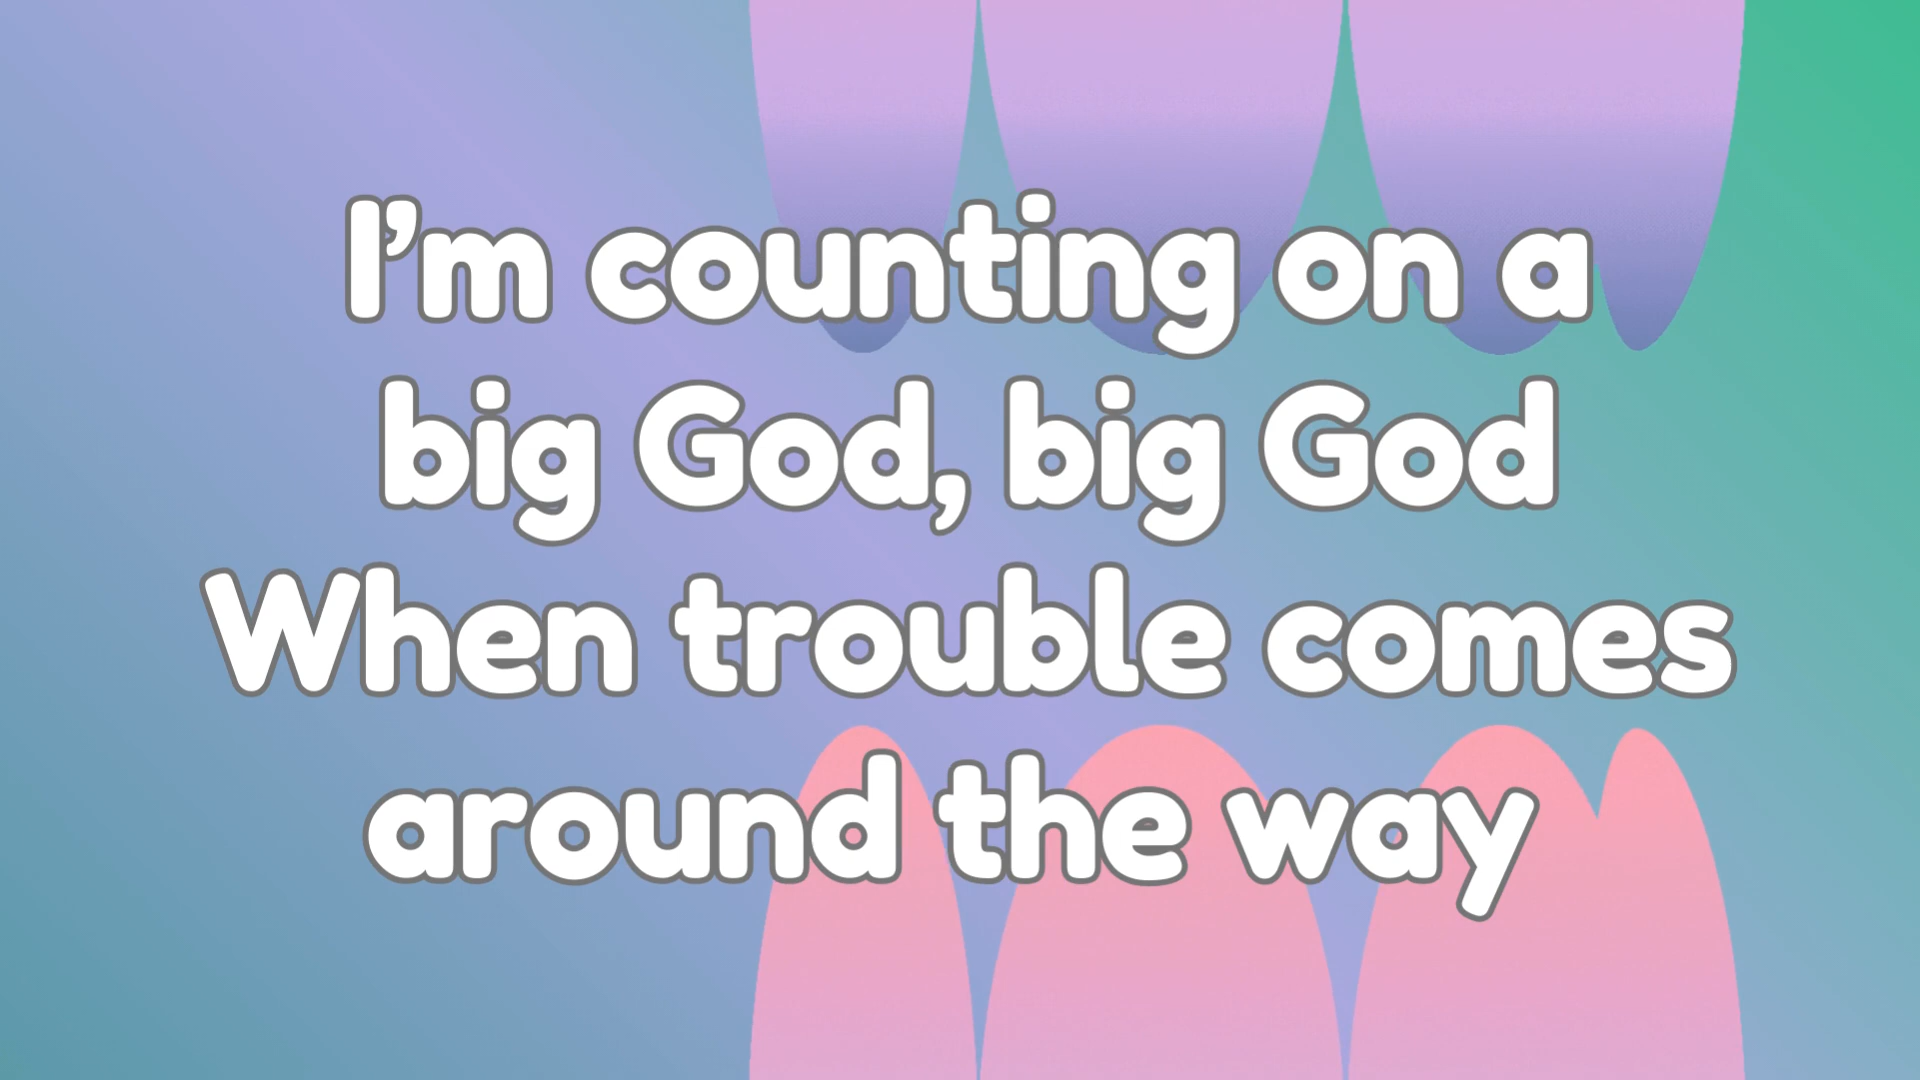 I’m counting on a
big God, big God
When trouble comes
around the way